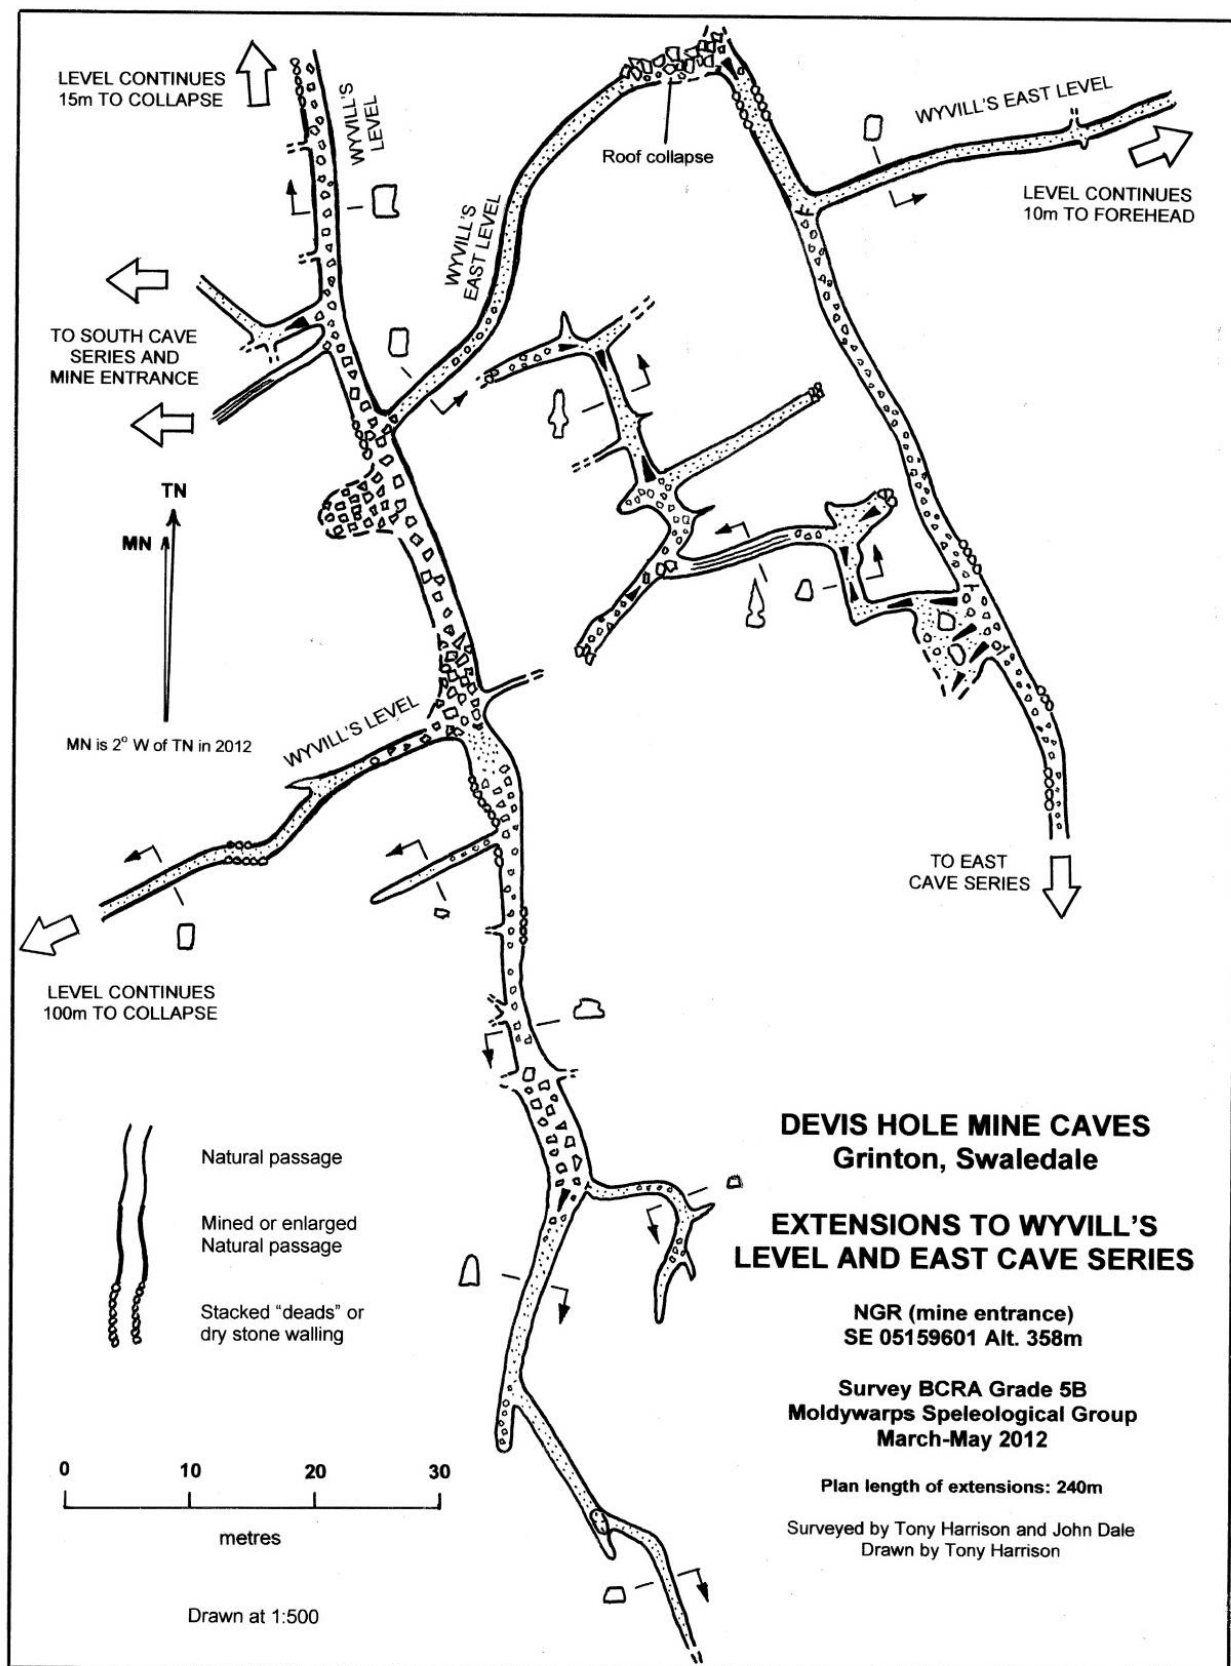 LEVEL CONTINUES
15m TO COLLAPSE
WYVILL'S
LEVEL
Roof collapse
WYVILL'S EAST LEVEL
LEVEL CONTINUES
10m TO FOREHEAD
WYVILL'S
EAST LEVEL
TO SOUTH CAVE
SERIES AND
MINE ENTRANCE
TN
MN
MN is 2° W of TN in 2012
WYVILL'S LEVEL
TO EAST
CAVE SERIES
LEVEL CONTINUES
100m TO COLLAPSE
Natural passage
Mined or enlarged
Natural passage
Stacked "deads" or
dry stone walling
0 10 20 30
metres
Drawn at 1:500
DEVIS HOLE MINE CAVES
Grinton, Swaledale
EXTENSIONS TO WYVILL'S
LEVEL AND EAST CAVE SERIES
NGR (mine entrance)
SE 05159601 Alt. 358m
Survey BCRA Grade 5B
Moldywarps Speleological Group
March-May 2012
Plan length of extensions: 240m
Surveyed by Tony Harrison and John Dale
Drawn by Tony Harrison